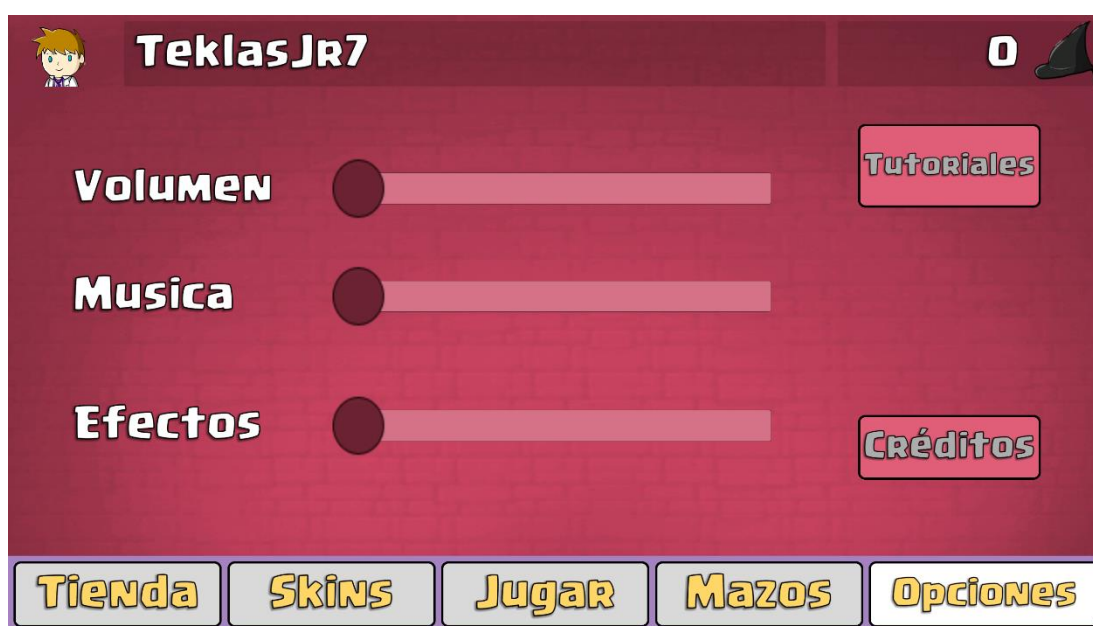 TeklasJR7
0
Volumen
Tutoriales
Musica
Efectos
Créditos
Tienda
Skins
Jugar
Mazos
Opciones